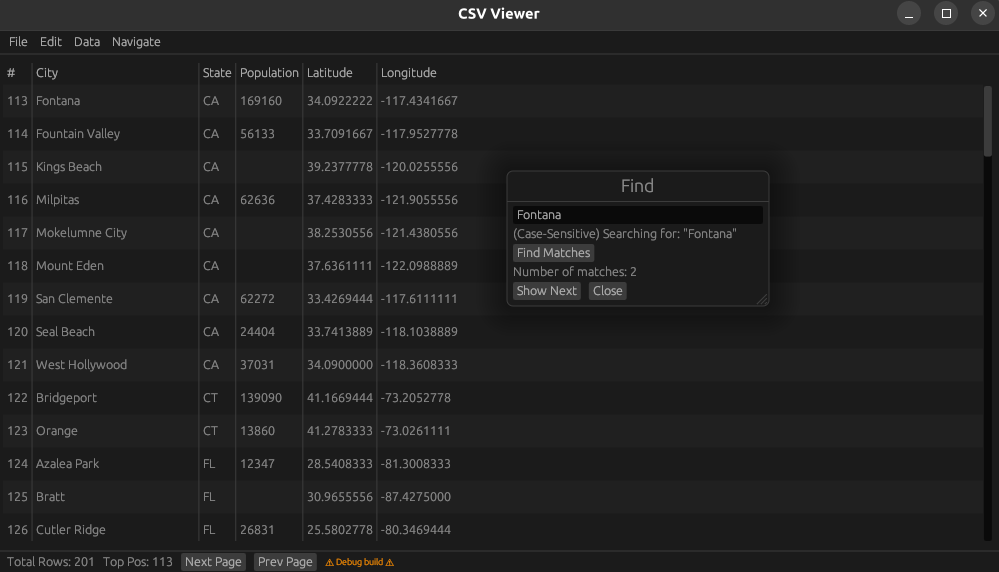 CSV Viewer
File Edit Data Navigate
# City State Population Latitude Longitude
113 Fontana CA 169160 34.0922222 -117.4341667
114 Fountain Valley CA 56133 33.7091667 -117.9527778
115 Kings Beach CA 39.2377778 -120.0255556
116 Milpitas CA 62636 37.4283333 -121.9055556
117 Mokelumne City CA 38.2530556 -121.4380556
118 Mount Eden CA 37.6361111 -122.0988889
119 San Clemente CA 62272 33.4269444 -117.6111111
120 Seal Beach CA 24404 33.7413889 -118.1038889
121 West Hollywood CA 37031 34.0900000 -118.3608333
122 Bridgeport CT 139090 41.1669444 -73.2052778
123 Orange CT 13860 41.2783333 -73.0261111
124 Azalea Park FL 12347 28.5408333 -81.3008333
125 Bratt FL 30.9655556 -87.4275000
126 Cutler Ridge FL 26831 25.5802778 -80.3469444
Find
Fontana
(Case-Sensitive) Searching for: "Fontana"
Find Matches
Number of matches: 2
Show Next Close
Total Rows: 201 Top Pos: 113 Next Page Prev Page ⚠ Debug build ⚠